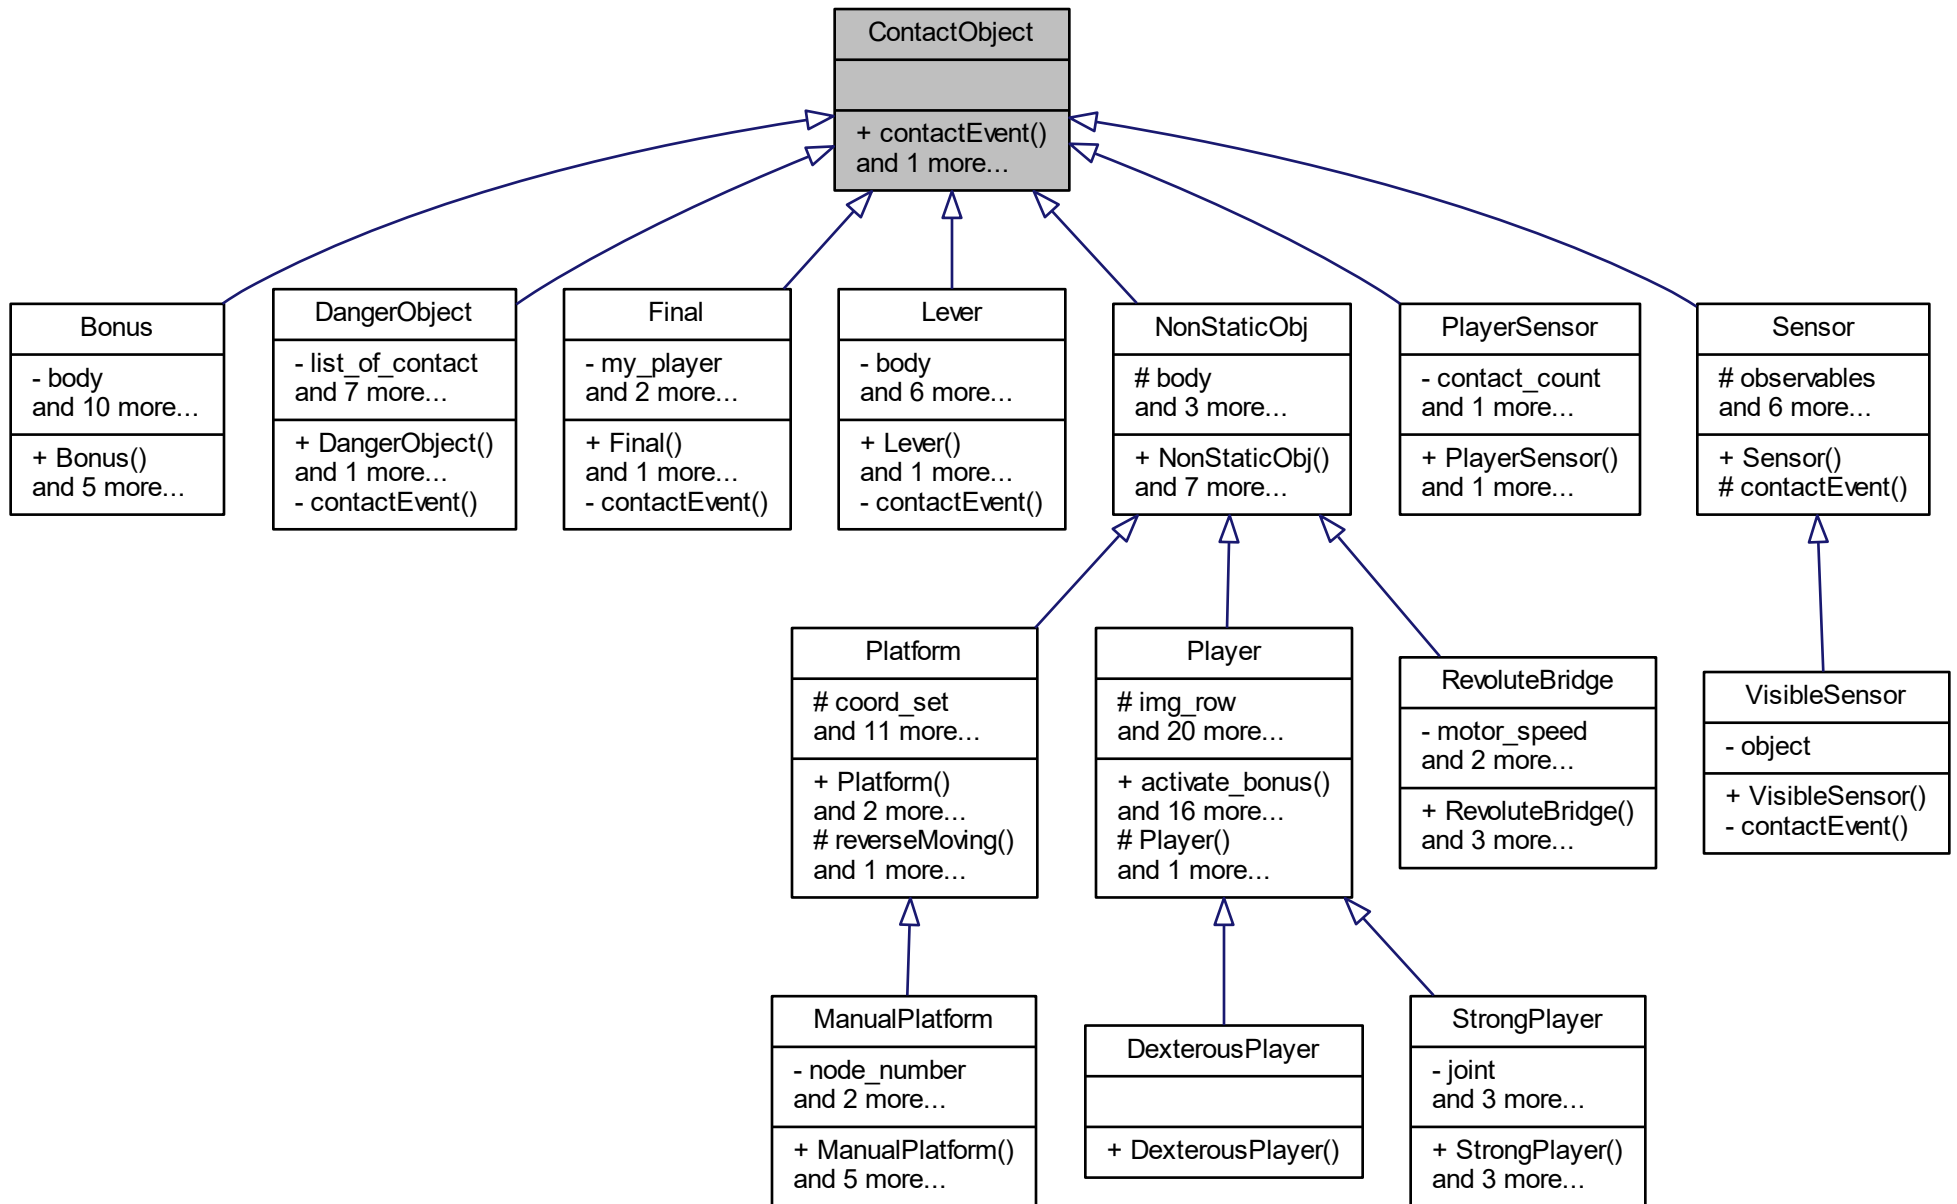 ContactObject
+ contactEvent()
and 1 more...
Bonus
- body
and 10 more...
+ Bonus()
and 5 more...
DangerObject
- list_of_contact
and 7 more...
+ DangerObject()
and 1 more...
- contactEvent()
Final
- my_player
and 2 more...
+ Final()
and 1 more...
- contactEvent()
Lever
- body
and 6 more...
+ Lever()
and 1 more...
- contactEvent()
NonStaticObj
# body
and 3 more...
+ NonStaticObj()
and 7 more...
PlayerSensor
- contact_count
and 1 more...
+ PlayerSensor()
and 1 more...
Sensor
# observables
and 6 more...
+ Sensor()
# contactEvent()
Platform
# coord_set
and 11 more...
+ Platform()
and 2 more...
# reverseMoving()
and 1 more...
Player
# img_row
and 20 more...
+ activate_bonus()
and 16 more...
# Player()
and 1 more...
RevoluteBridge
- motor_speed
and 2 more...
+ RevoluteBridge()
and 3 more...
VisibleSensor
- object
+ VisibleSensor()
- contactEvent()
ManualPlatform
- node_number
and 2 more...
+ ManualPlatform()
and 5 more...
DexterousPlayer
+ DexterousPlayer()
StrongPlayer
- joint
and 3 more...
+ StrongPlayer()
and 3 more...